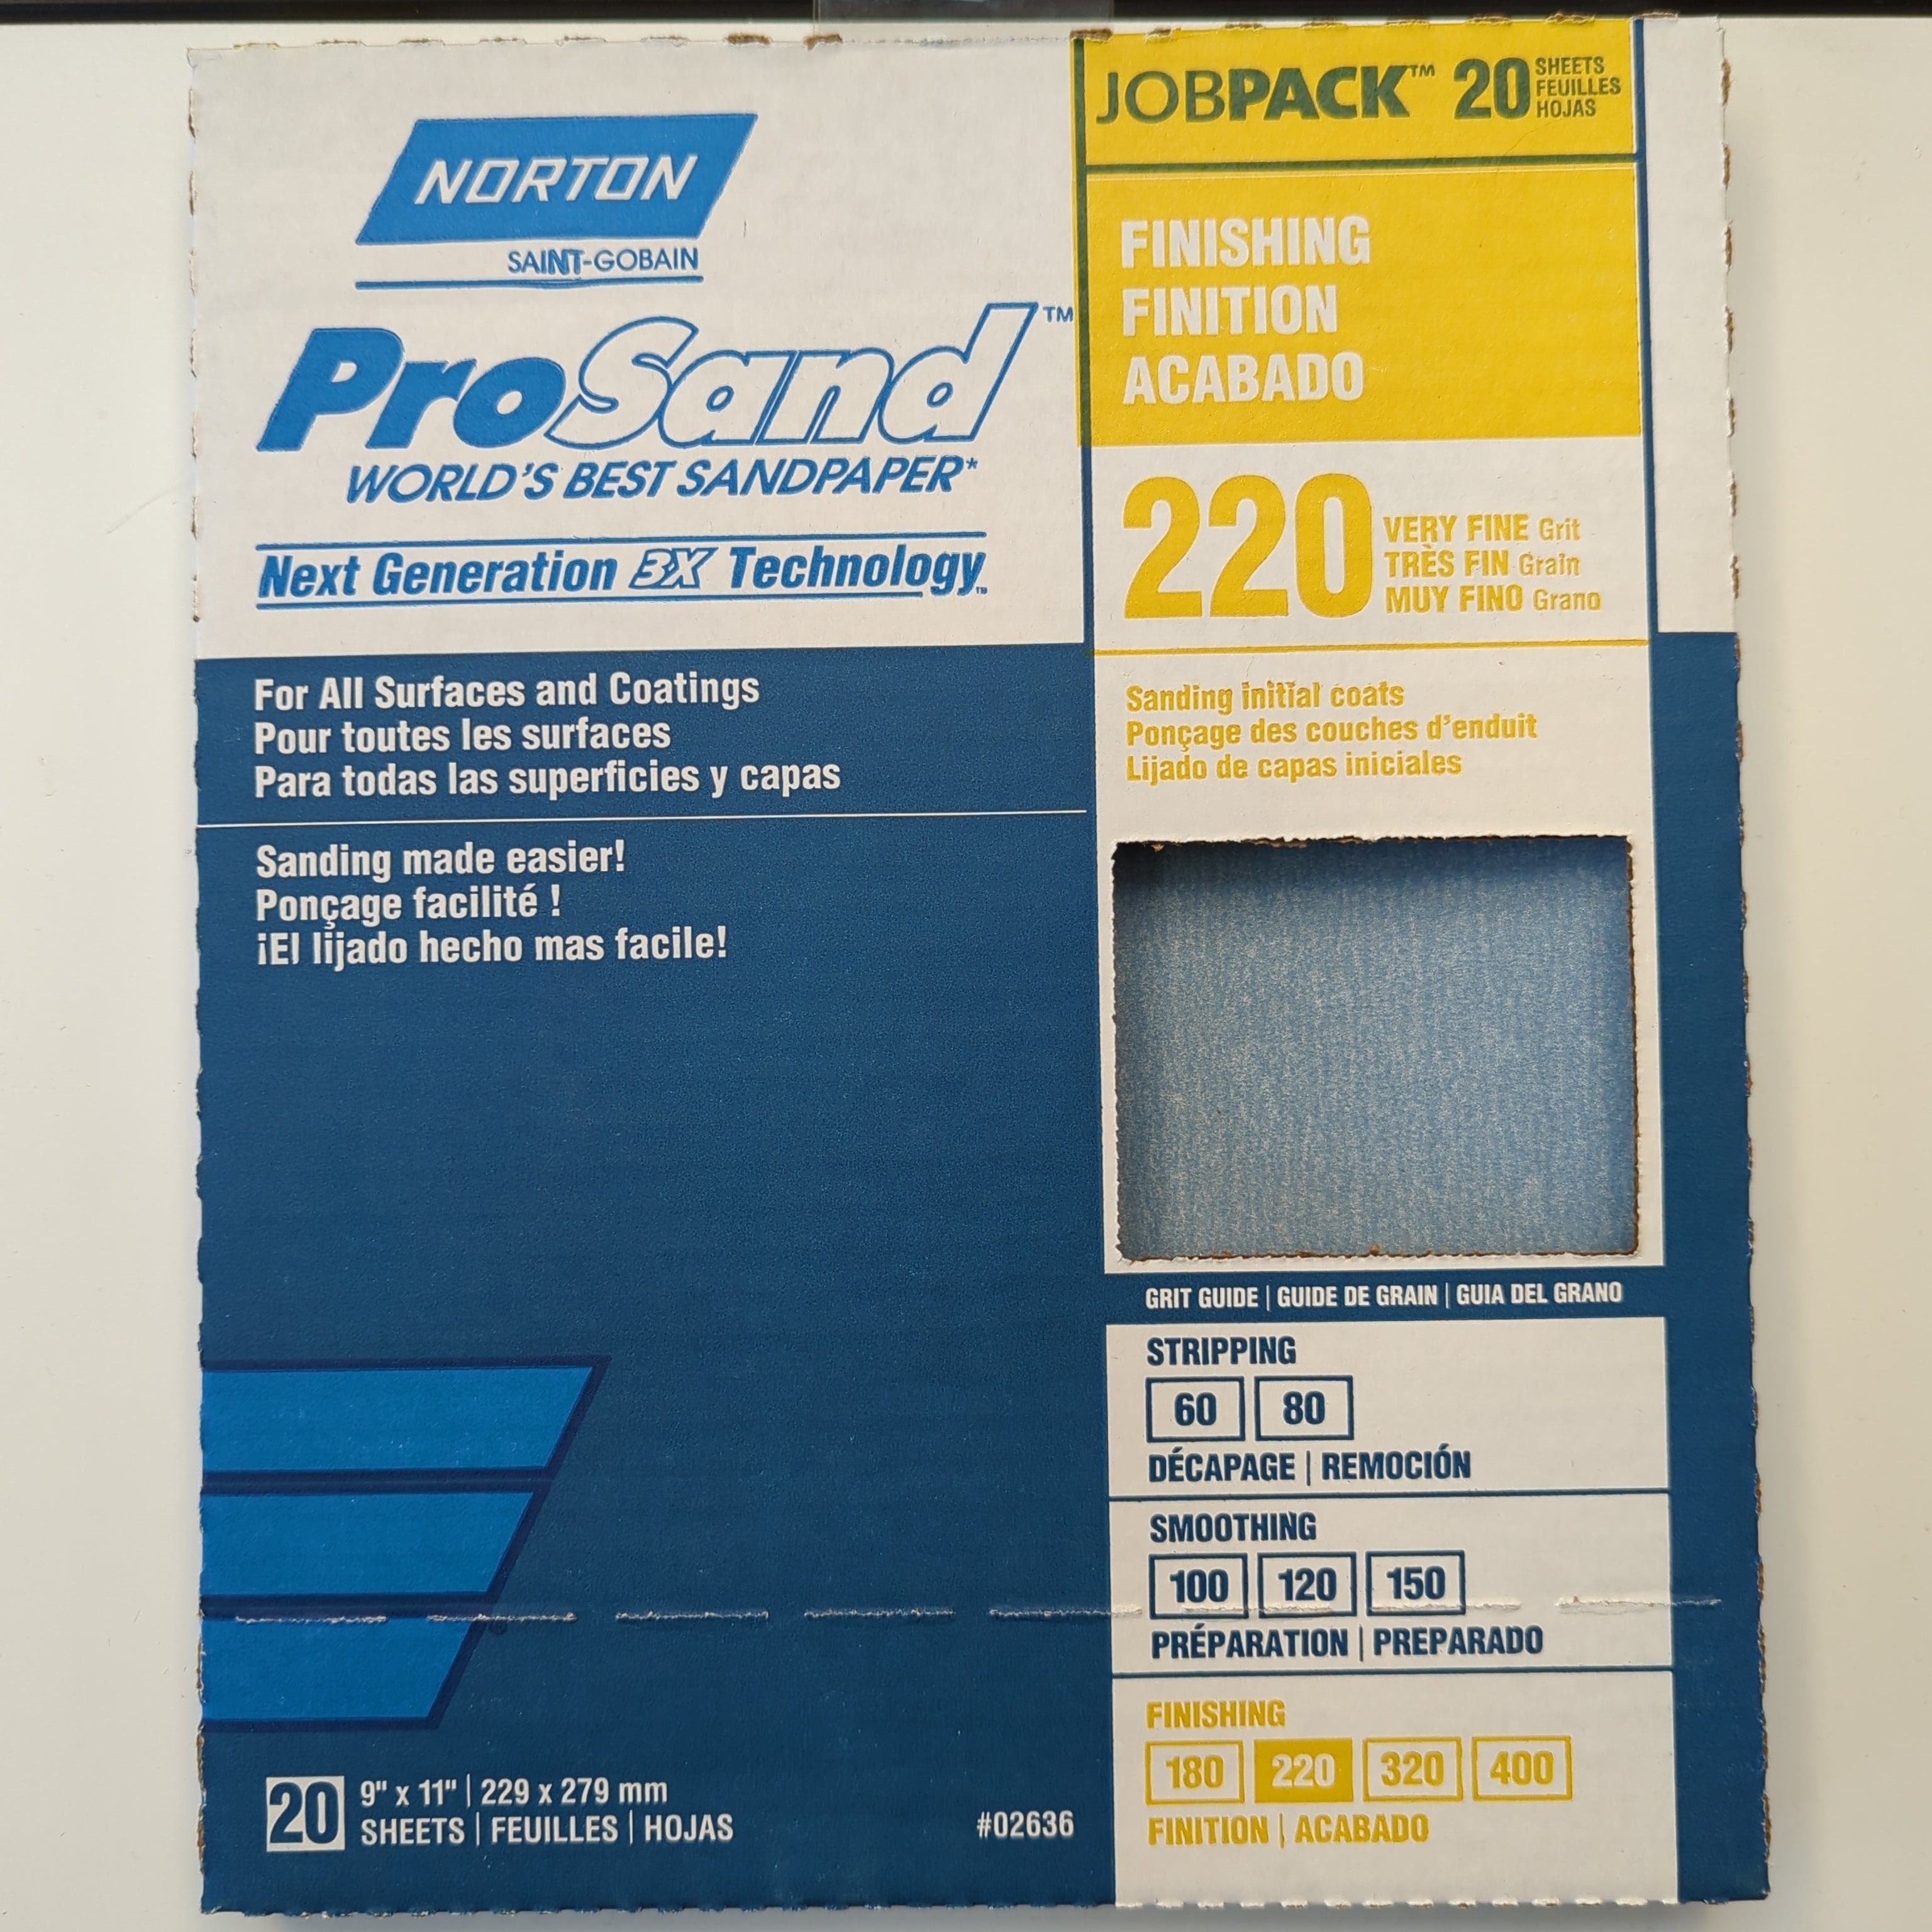 NORTON
SAINT-GOBAIN
ProSand™
WORLD'S BEST SANDPAPER*
Next Generation 3X Technology™
For All Surfaces and Coatings
Pour toutes les surfaces
Para todas las superficies y capas
Sanding made easier!
Ponçage facilité !
¡El lijado hecho mas facile!
20
9" x 11" | 229 x 279 mm
SHEETS | FEUILLES | HOJAS
#02636
JOBPACK™ 20
SHEETS
FEUILLES
HOJAS
FINISHING
FINITION
ACABADO
220
VERY FINE Grit
TRÈS FIN Grain
MUY FINO Grano
Sanding initial coats
Ponçage des couches d'enduit
Lijado de capas iniciales
GRIT GUIDE | GUIDE DE GRAIN | GUIA DEL GRANO
STRIPPING
60 80
DÉCAPAGE | REMOCIÓN
SMOOTHING
100 120 150
PRÉPARATION | PREPARADO
FINISHING
180 220 320 400
FINITION | ACABADO